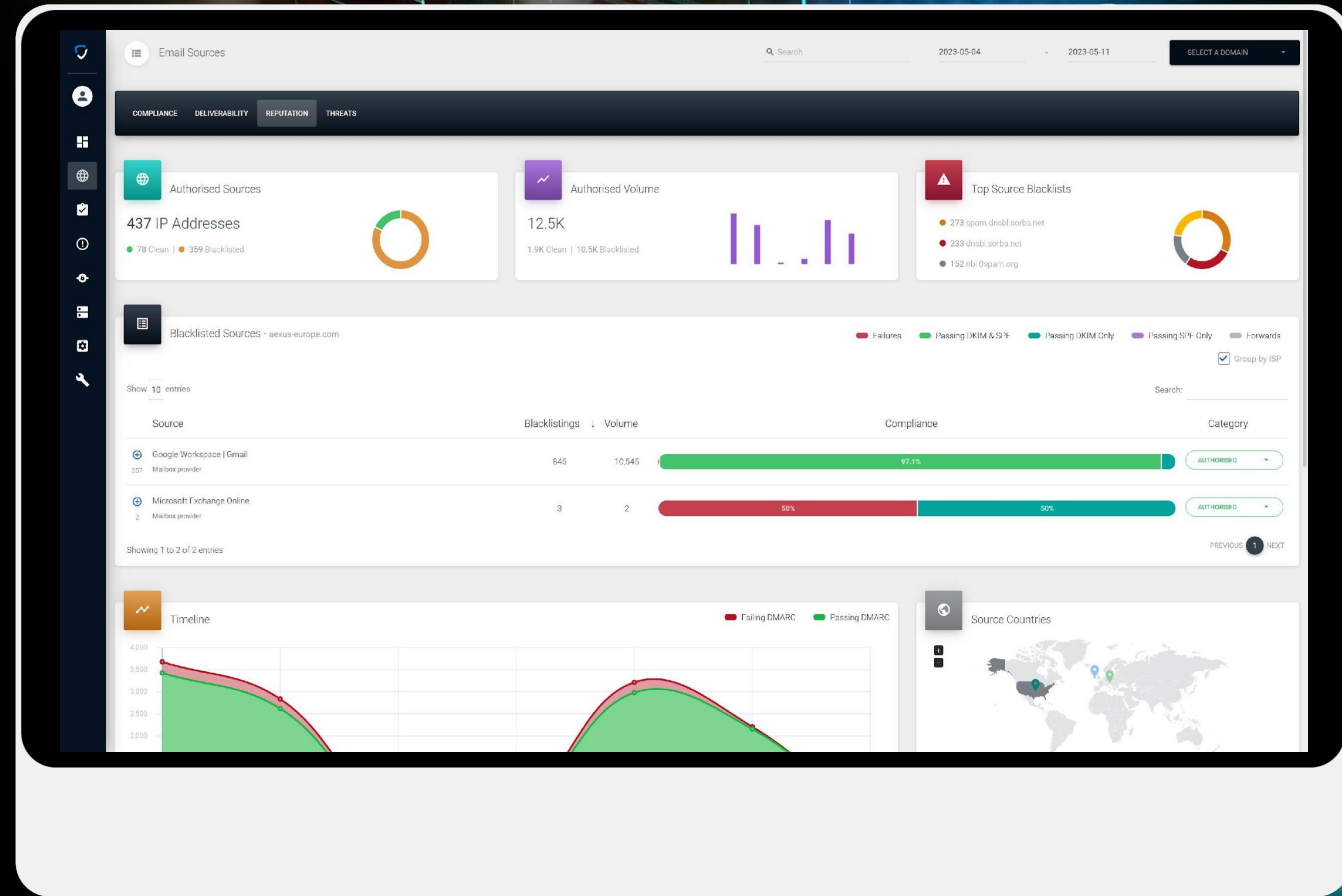 Email Sources
Search
2023-05-04 - 2023-05-11
SELECT A DOMAIN
COMPLIANCE DELIVERABILITY REPUTATION THREATS
Authorised Sources
437 IP Addresses
78 Clean | 359 Blacklisted
Authorised Volume
12.5K
1.9K Clean | 10.5K Blacklisted
Top Source Blacklists
273 spam.dnsbl.sorbs.net
233 dnsbl.sorbs.net
152 nbl.0spam.org
Blacklisted Sources - aexus-europe.com
Failures Passing DKIM & SPF Passing DKIM Only Passing SPF Only Forwards
Group by ISP
Show 10 entries
Search:
Source Blacklistings ↓ Volume Compliance Category
Google Workspace | Gmail 845 10,545 97.1% AUTHORISED
357 Mailbox provider
Microsoft Exchange Online 3 2 50% 50% AUTHORISED
2 Mailbox provider
Showing 1 to 2 of 2 entries
PREVIOUS 1 NEXT
Timeline
Failing DMARC Passing DMARC
4,000
3,500
3,000
2,500
2,000
Source Countries
+
-